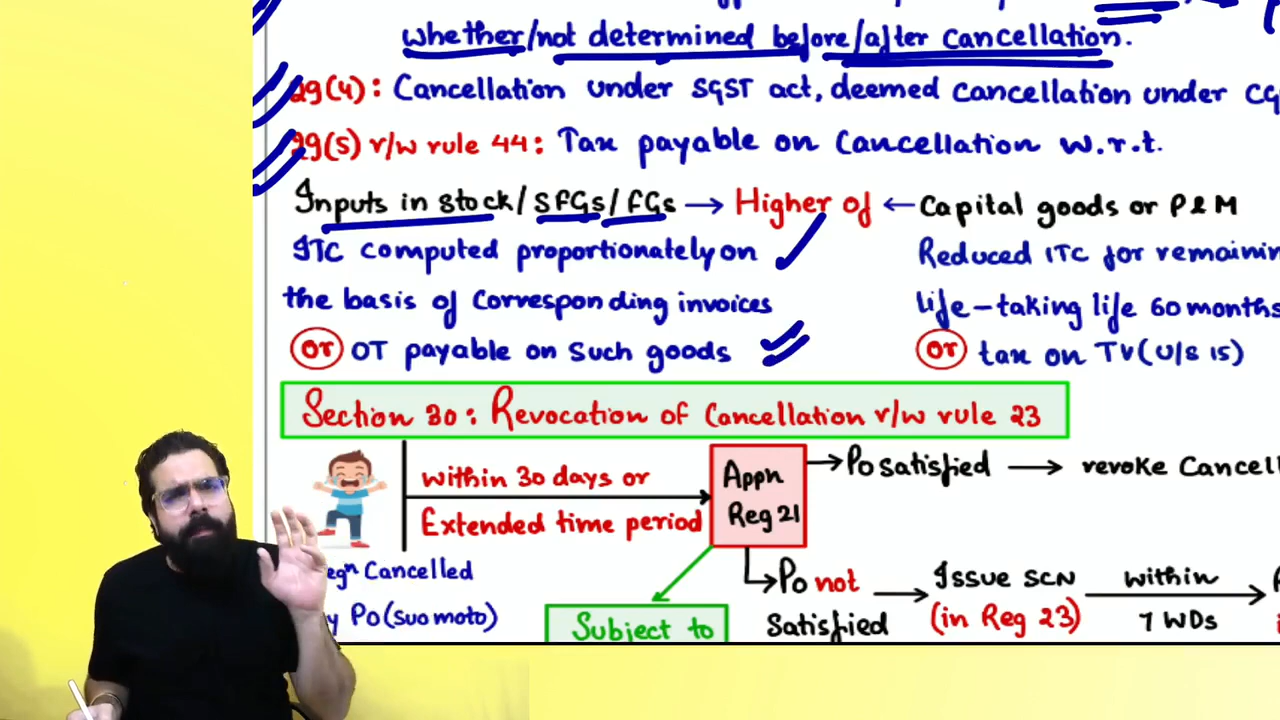 whether/not determined before/after cancellation.
29(4): Cancellation under SGST act, deemed cancellation under
29(5) r/w rule 44: Tax payable on cancellation w.r.t.
Inputs in stock/SFGs/FGs → Higher of ← Capital goods or P&M
ITC computed proportionately on
the basis of corresponding invoices
or OT payable on such goods
Reduced ITC for
life-taking life 60 months
or tax on TV(U/S 15)
Section 30: Revocation of cancellation r/w rule 23
within 30 days or
Extended time period
Appn
Reg 21
→ PO satisfied → revoke
Cancelled
PO(suo moto)
PO not
Satisfied
Issue SCN
(in Reg 23)
within
7 WDs
Subject to